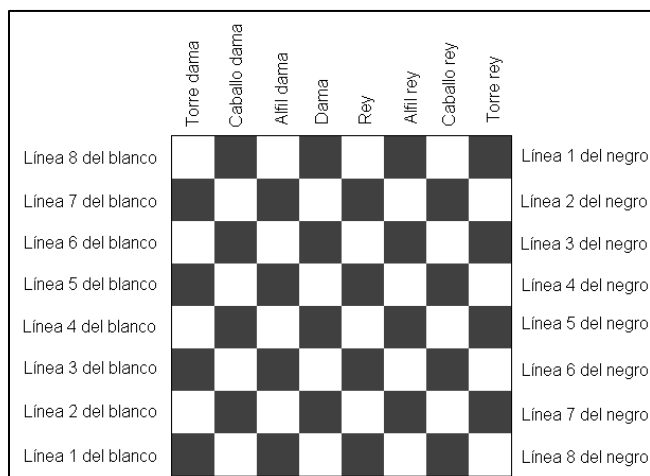 Torre dama
Caballo dama
Alfil dama
Dama
Rey
Alfil rey
Caballo rey
Torre rey
Línea 8 del blanco
Línea 1 del negro
Línea 7 del blanco
Línea 2 del negro
Línea 6 del blanco
Línea 3 del negro
Línea 5 del blanco
Línea 4 del negro
Línea 4 del blanco
Línea 5 del negro
Línea 3 del blanco
Línea 6 del negro
Línea 2 del blanco
Línea 7 del negro
Línea 1 del blanco
Línea 8 del negro